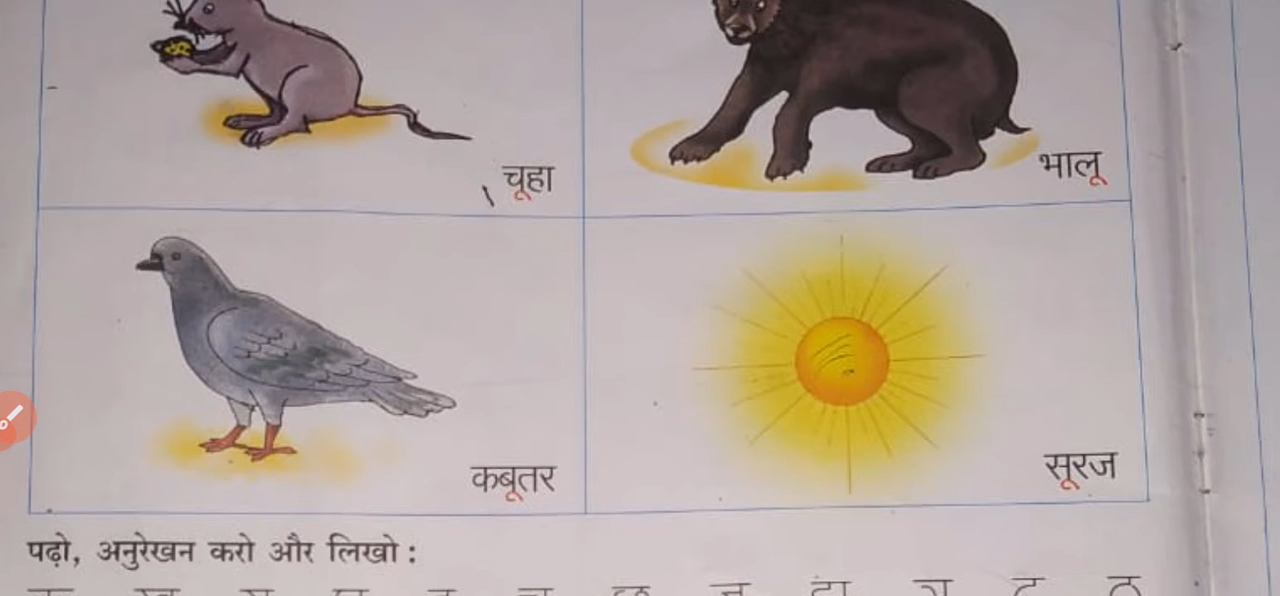 चूहा
भालू
कबूतर
सूरज
पढ़ो, अनुरेखन करो और लिखो :